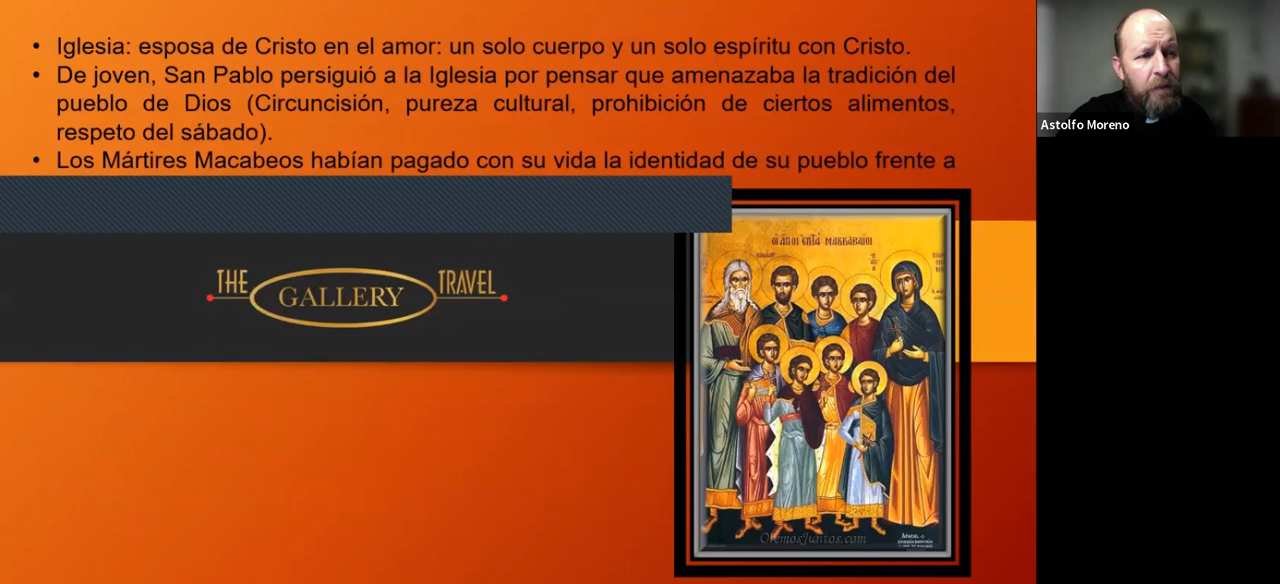 • Iglesia: esposa de Cristo en el amor: un solo cuerpo y un solo espíritu con Cristo.
• De joven, San Pablo persiguió a la Iglesia por pensar que amenazaba la tradición del
pueblo de Dios (Circuncisión, pureza cultural, prohibición de ciertos alimentos,
respeto del sábado).
• Los Mártires Macabeos habían pagado con su vida la identidad de su pueblo frente a
Astolfo Moreno
THE GALLERY TRAVEL
OremosJuntos.com